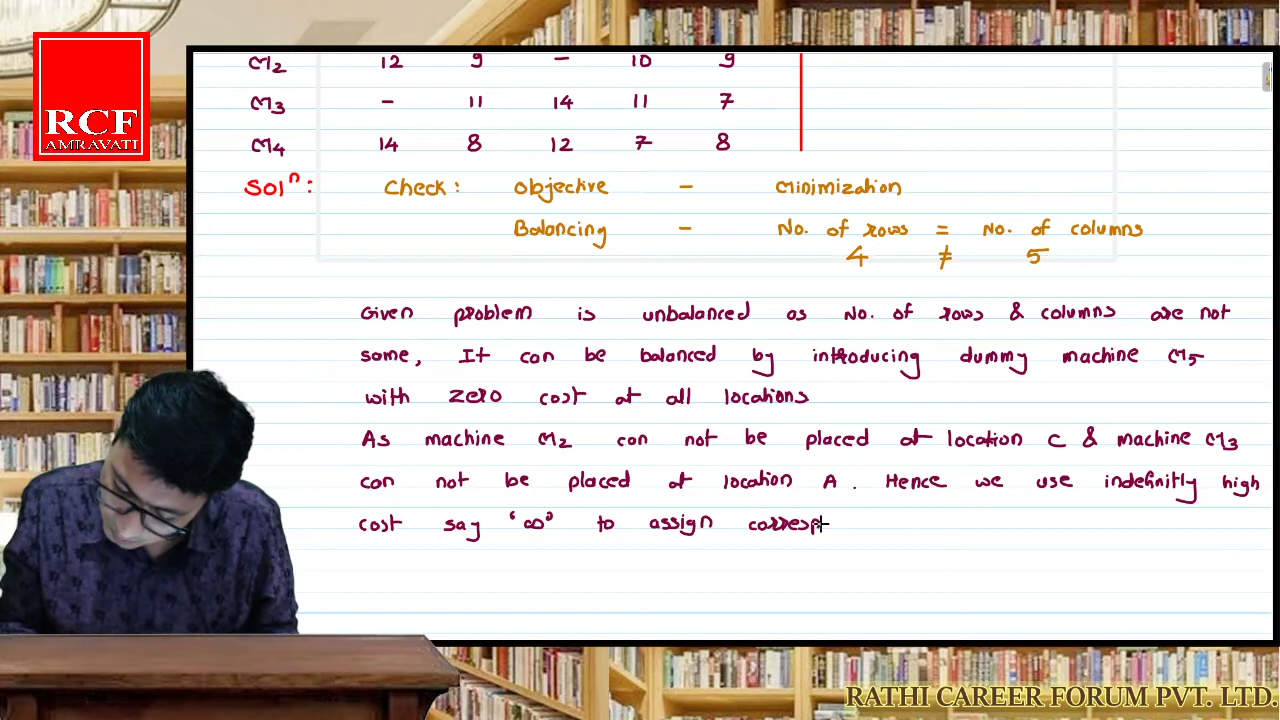 RCF
AMRAVATI
M2 12 9 - 10 9
M3 - 11 14 11 7
M4 14 8 12 7 8
Solⁿ: Check: Objective - Minimization
Balancing - No. of rows = No. of columns
4 ≠ 5
Given problem is unbalanced as No. of rows & columns are not
same, It can be balanced by introducing dummy machine M5
with zero cost at all locations
As machine M2 can not be placed at location C & machine M3
can not be placed at location A. Hence we use indefinitly high
cost say '∞' to assign corresp
RATHI CAREER FORUM PVT. LTD.